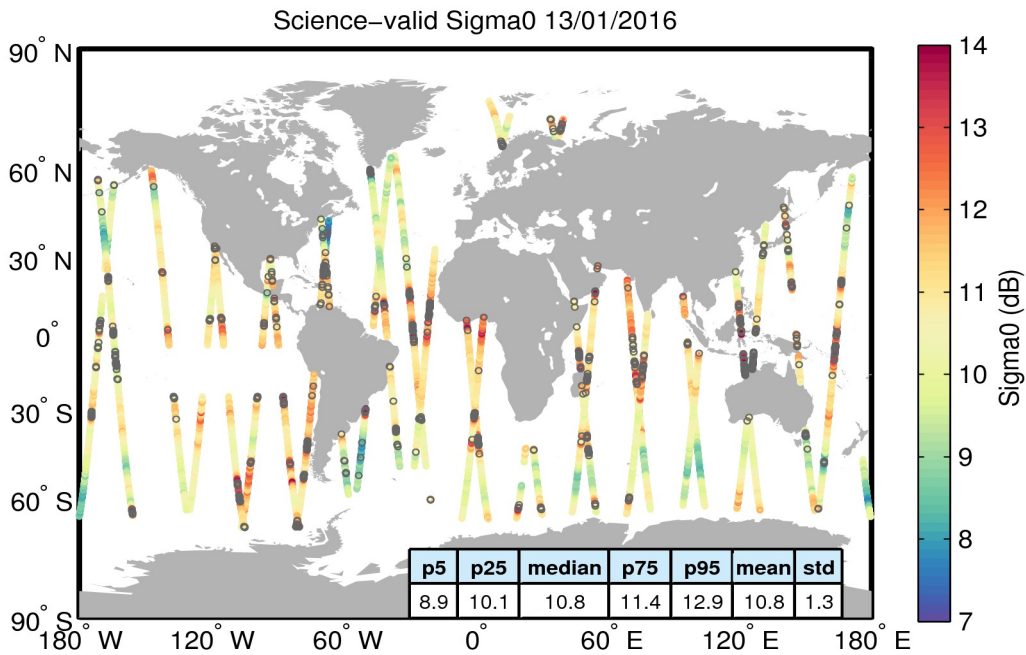 Science−valid Sigma0 13/01/2016
90° N
60° N
30° N
0°
30° S
60° S
90° S
180° W
120° W
60° W
0°
60° E
120° E
180° E
p5 p25 median p75 p95 mean std
8.9 10.1 10.8 11.4 12.9 10.8 1.3
14
13
12
11
10
9
8
7
Sigma0 (dB)